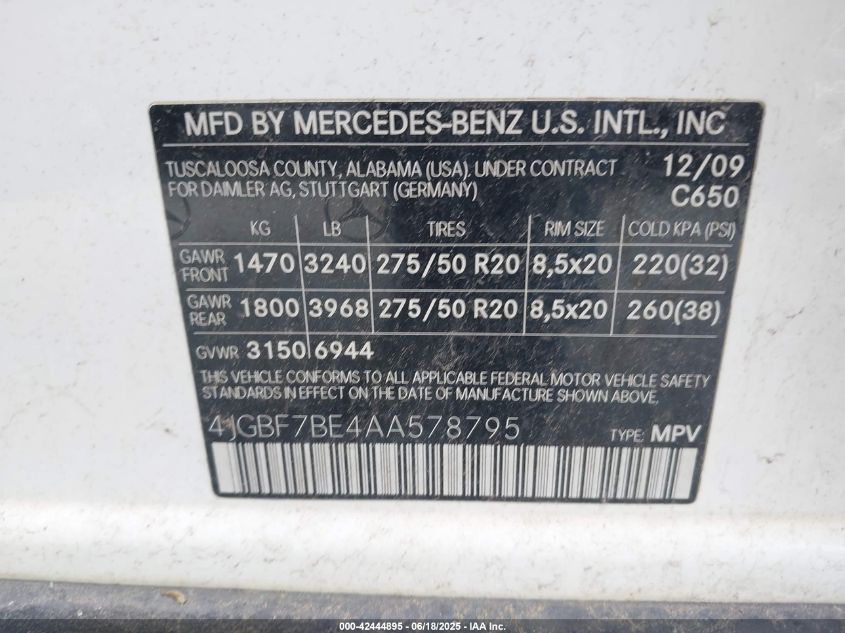 MFD BY MERCEDES-BENZ U.S. INTL., INC
TUSCALOOSA COUNTY, ALABAMA (USA). UNDER CONTRACT 12/09
FOR DAIMLER AG, STUTTGART (GERMANY) C650
KG LB TIRES RIM SIZE COLD KPA (PSI)
GAWR FRONT 1470 3240 275/50 R20 8,5x20 220(32)
GAWR REAR 1800 3968 275/50 R20 8,5x20 260(38)
GVWR 3150 6944
THIS VEHICLE CONFORMS TO ALL APPLICABLE FEDERAL MOTOR VEHICLE SAFETY
STANDARDS IN EFFECT ON THE DATE OF MANUFACTURE SHOWN ABOVE.
4JGBF7BE4AA578795 TYPE: MPV
000-42444895 - 06/18/2025 - IAA Inc.